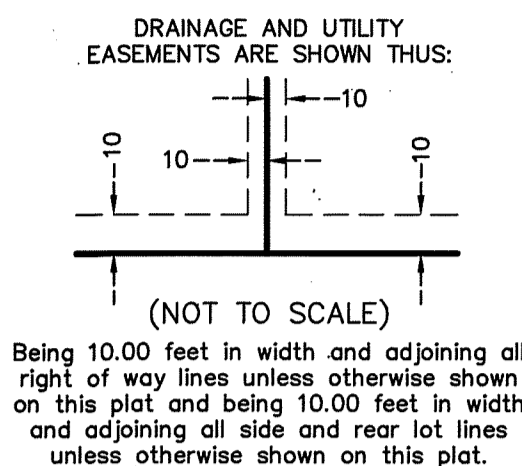 DRAINAGE AND UTILITY
EASEMENTS ARE SHOWN THUS:
10
10
10
10
(NOT TO SCALE)
Being 10.00 feet in width and adjoining all
right of way lines unless otherwise shown
on this plat and being 10.00 feet in width
and adjoining all side and rear lot lines
unless otherwise shown on this plat.